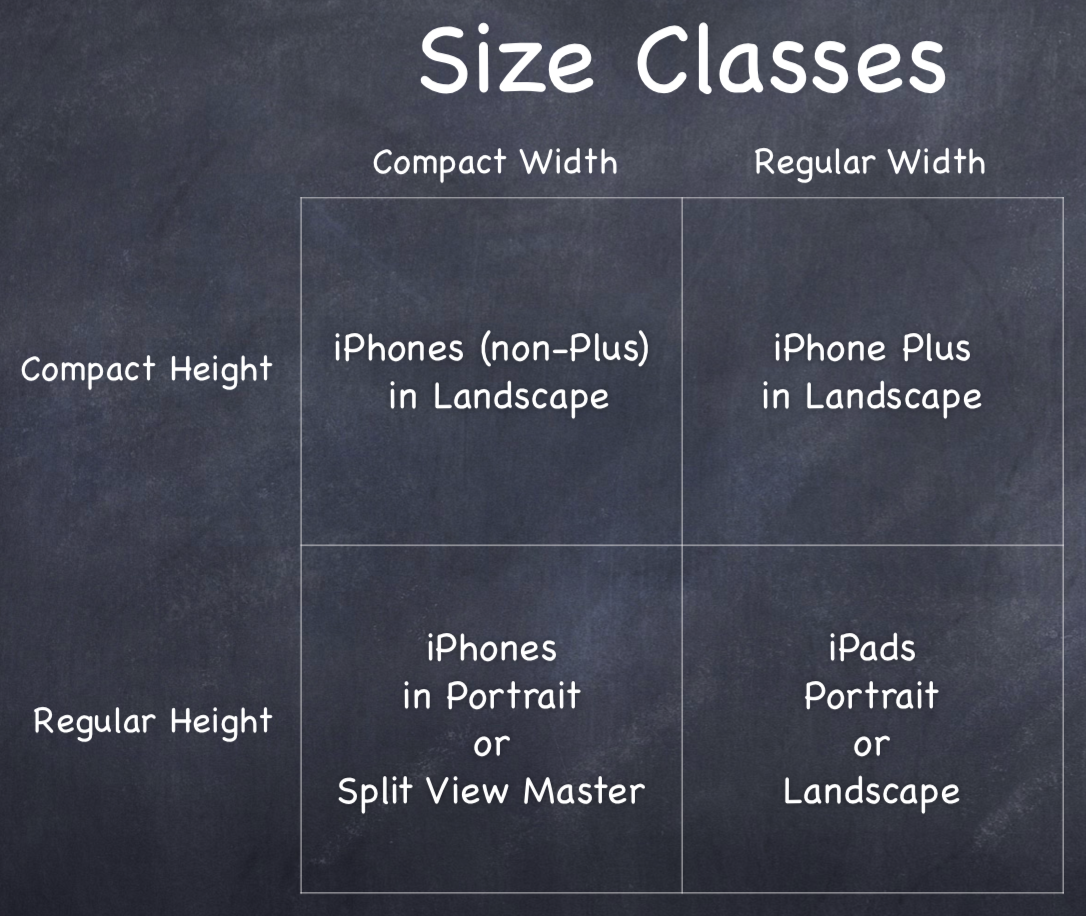 Size Classes
Compact Width
Regular Width
Compact Height
iPhones (non-Plus)
in Landscape
iPhone Plus
in Landscape
Regular Height
iPhones
in Portrait
or
Split View Master
iPads
Portrait
or
Landscape